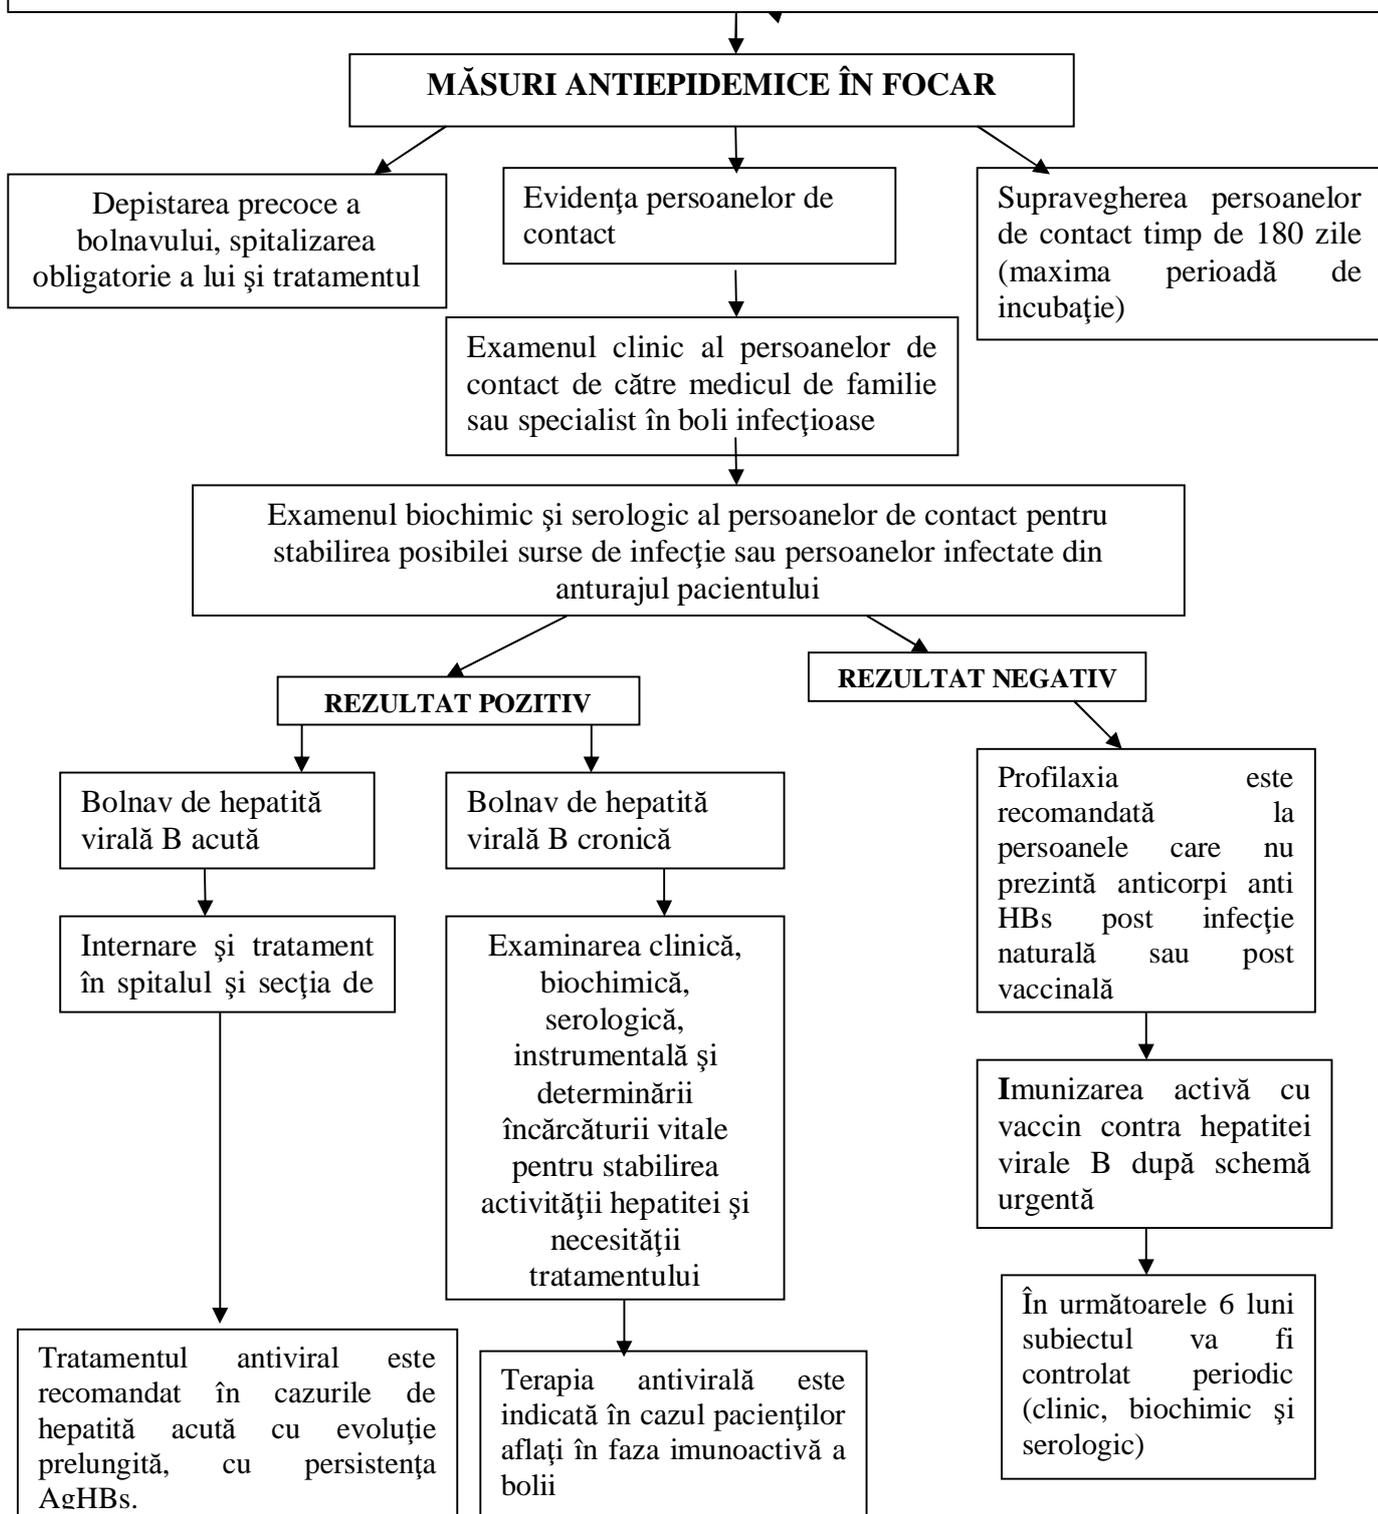 MĂSURI ANTIEPIDEMICE ÎN FOCAR
Depistarea precoce a
bolnavului, spitalizarea
obligatorie a lui şi tratamentul
Evidenţa persoanelor de
contact
Supravegherea persoanelor
de contact timp de 180 zile
(maxima perioadă de
incubaţie)
Examenul clinic al persoanelor de
contact de către medicul de familie
sau specialist în boli infecţioase
Examenul biochimic şi serologic al persoanelor de contact pentru
stabilirea posibilei surse de infecţie sau persoanelor infectate din
anturajul pacientului
REZULTAT POZITIV
REZULTAT NEGATIV
Bolnav de hepatită
virală B acută
Bolnav de hepatită
virală B cronică
Profilaxia este
recomandată la
persoanele care nu
prezintă anticorpi anti
HBs post infecţie
naturală sau post
vaccinală
Internare şi tratament
în spitalul şi secţia de
Examinarea clinică,
biochimică,
serologică,
instrumentală şi
determinării
încărcăturii vitale
pentru stabilirea
activităţii hepatitei şi
necesităţii
tratamentului
Imunizarea activă cu
vaccin contra hepatitei
virale B după schemă
urgentă
În următoarele 6 luni
subiectul va fi
controlat periodic
(clinic, biochimic şi
serologic)
Tratamentul antiviral este
recomandat în cazurile de
hepatită acută cu evoluţie
prelungită, cu persistenţa
AgHBs.
Terapia antivirală este
indicată în cazul pacienţilor
aflaţi în faza imunoactivă a
bolii